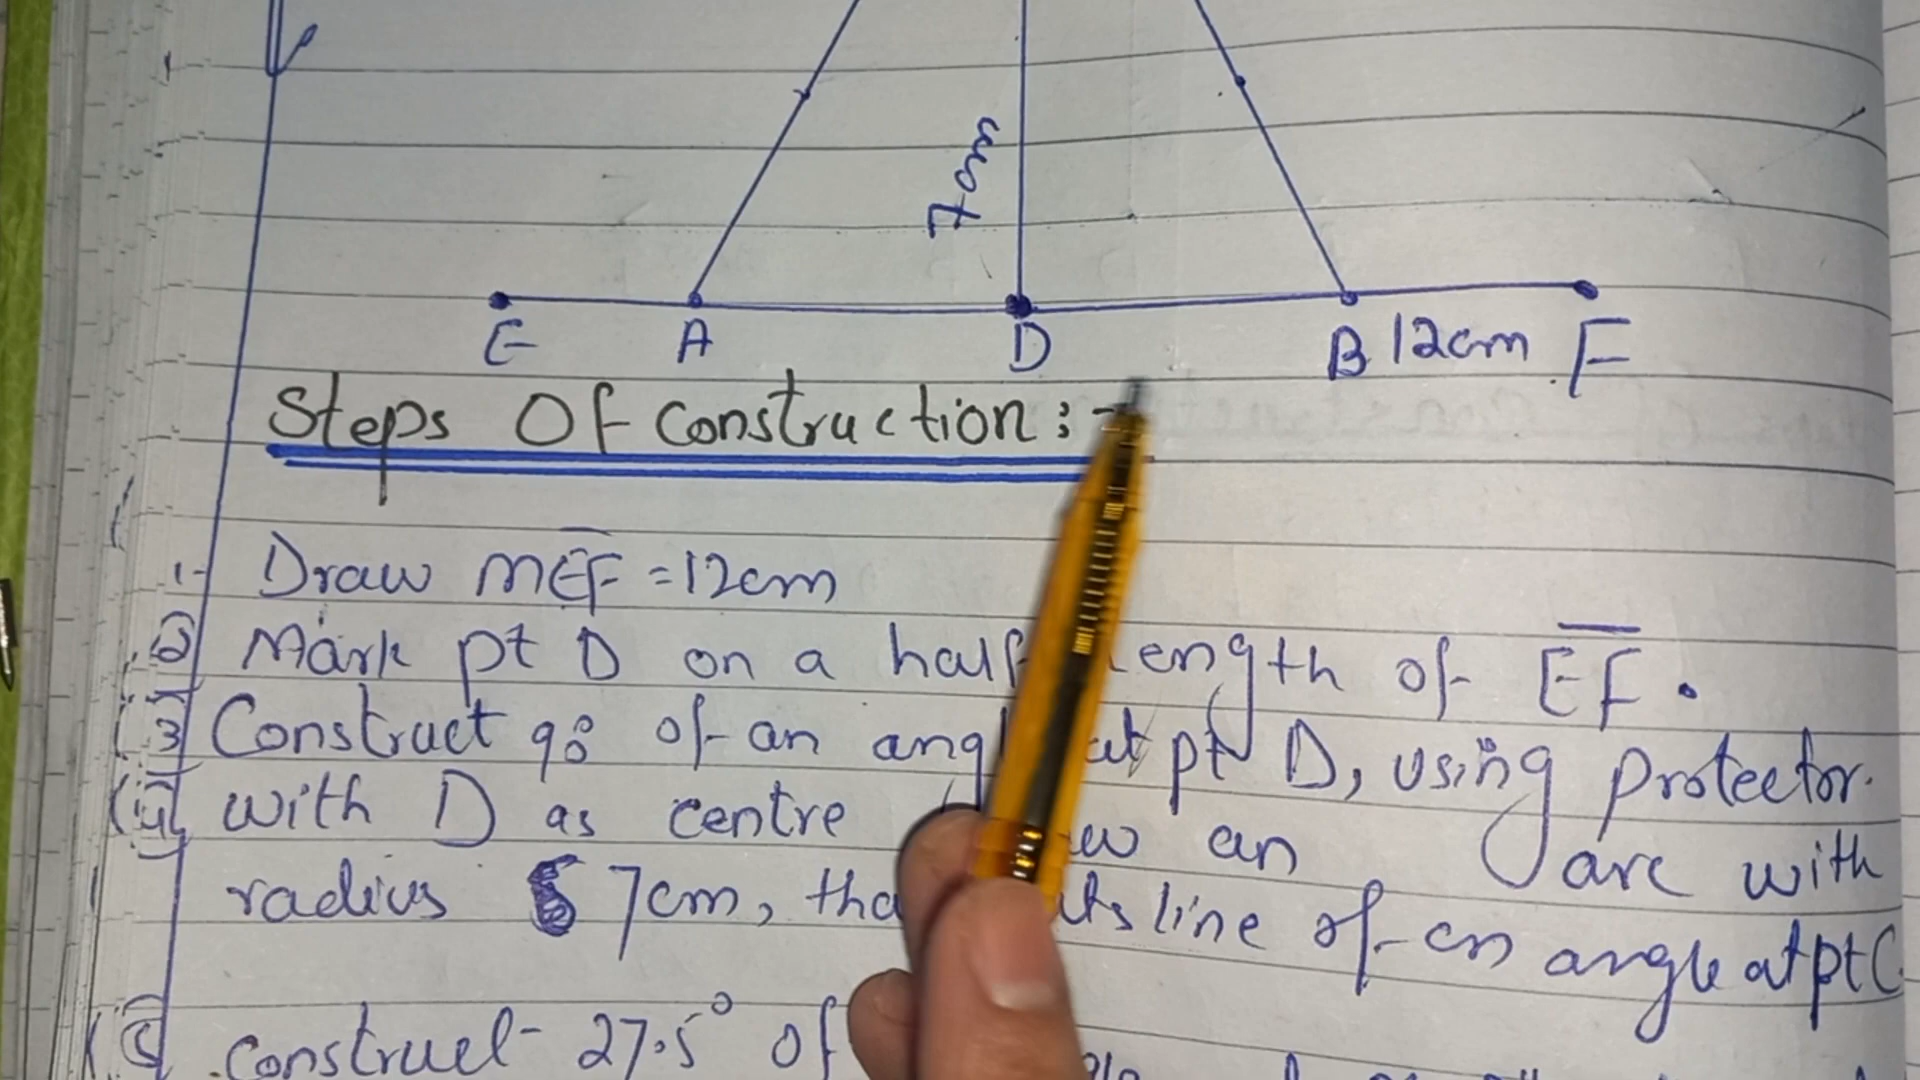 7cm
E A D B 12cm F
Steps Of Construction:-
1- Draw mEF = 12cm
(2) Mark pt D on a half length of EF.
(3) Construct 90° of an angle at pt D, using protector.
(4) with D as centre an arc with
radius 7cm, line of an angle at pt C
construct 27.5° of